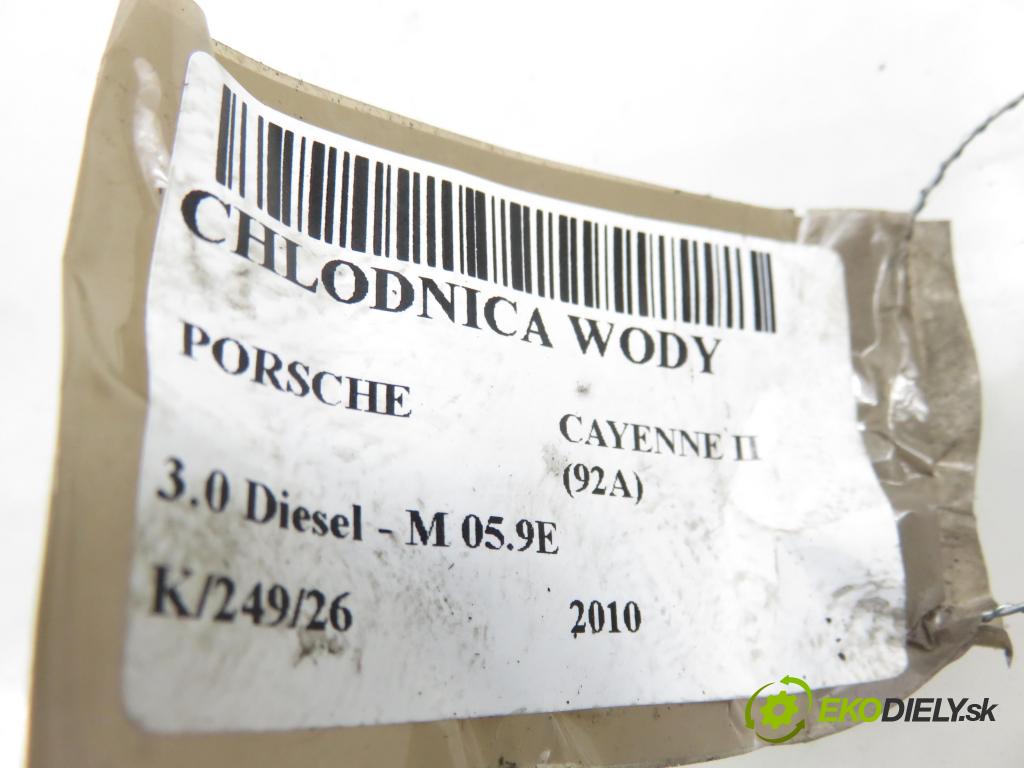 CHLODNICA WODY
PORSCHE
CAYENNE II
(92A)
3.0 Diesel - M 05.9E
K/249/26
2010
EKODIELY.sk